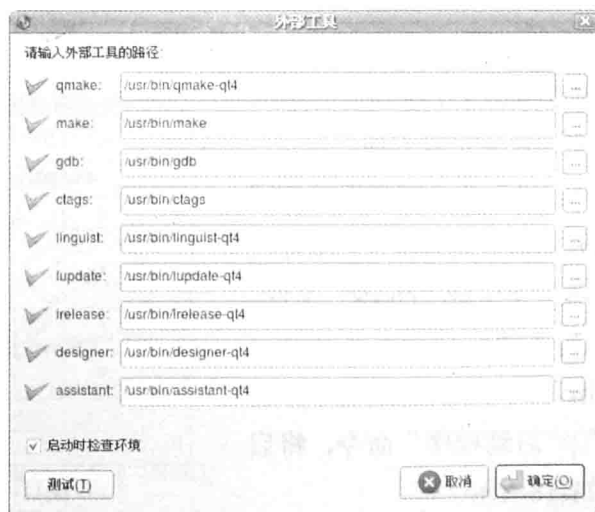 外部工具
请输入外部工具的路径:
qmake: /usr/bin/qmake-qt4 ...
make: /usr/bin/make ...
gdb: /usr/bin/gdb ...
ctags: /usr/bin/ctags ...
linguist: /usr/bin/linguist-qt4 ...
lupdate: /usr/bin/lupdate-qt4 ...
lrelease: /usr/bin/lrelease-qt4 ...
designer: /usr/bin/designer-qt4 ...
assistant: /usr/bin/assistant-qt4 ...
启动时检查环境
测试(T) 取消 确定(O)